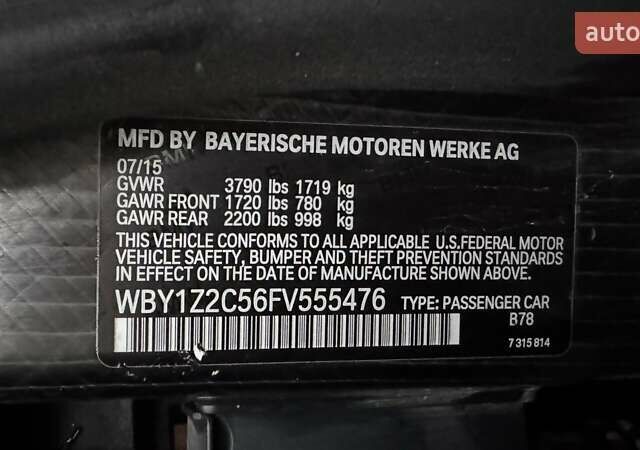 auto
MFD BY BAYERISCHE MOTOREN WERKE AG
07/15
GVWR 3790 lbs 1719 kg
GAWR FRONT 1720 lbs 780 kg
GAWR REAR 2200 lbs 998 kg
THIS VEHICLE CONFORMS TO ALL APPLICABLE U.S.FEDERAL MOTOR
VEHICLE SAFETY, BUMPER AND THEFT PREVENTION STANDARDS
IN EFFECT ON THE DATE OF MANUFACTURE SHOWN ABOVE.
WBY1Z2C56FV555476 TYPE: PASSENGER CAR
B78
7 315 814